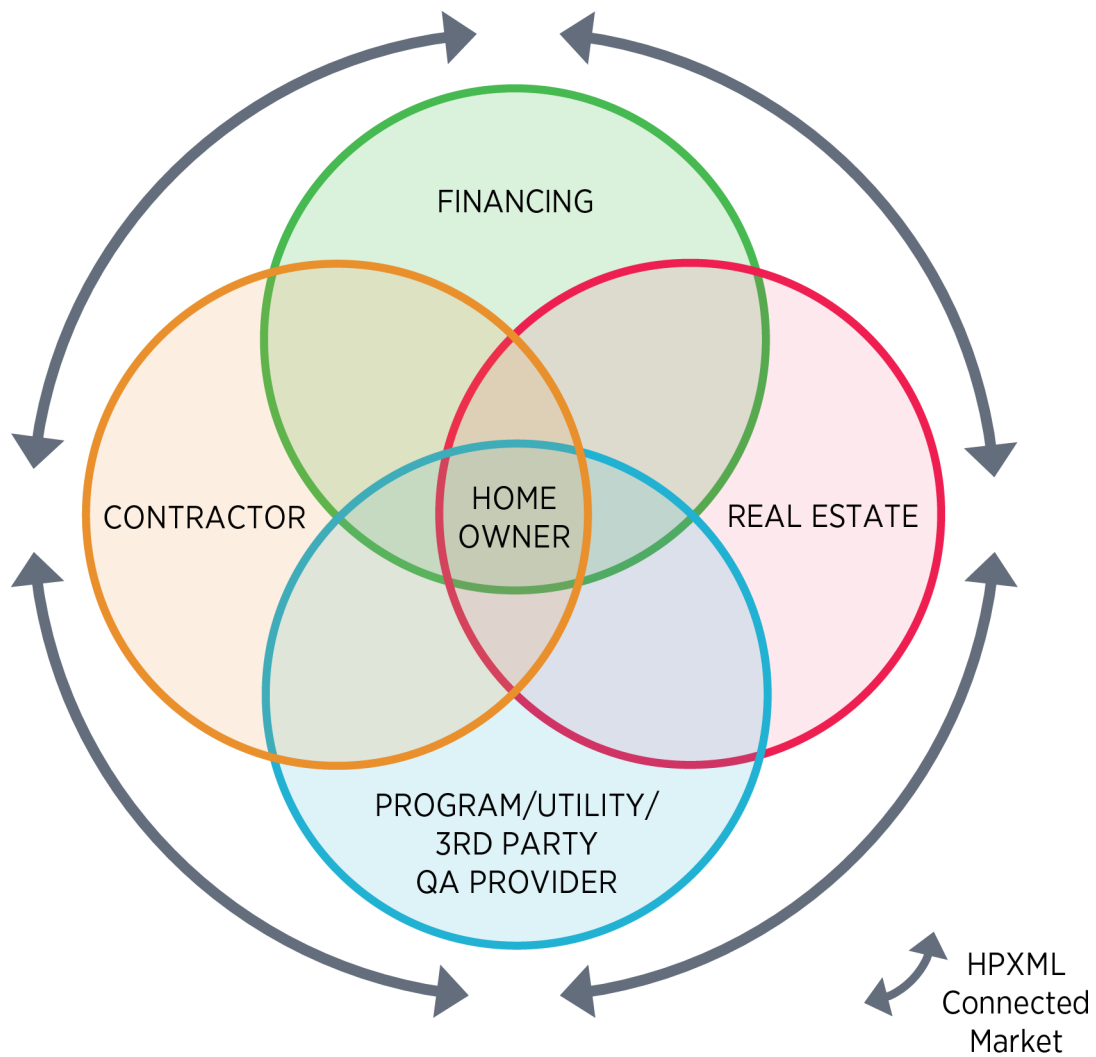 FINANCING
CONTRACTOR
HOME
OWNER
REAL ESTATE
PROGRAM/UTILITY/
3RD PARTY
QA PROVIDER
HPXML
Connected
Market